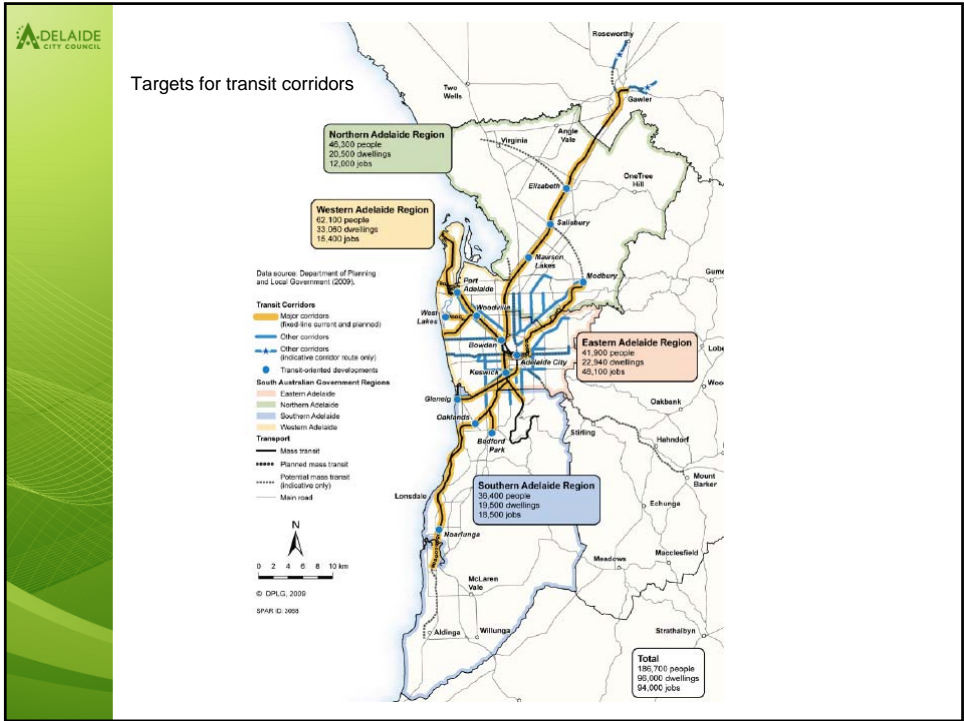 ADELAIDE
CITY COUNCIL
Targets for transit corridors
Roseworthy
Two
Wells
Gawler
Northern Adelaide Region
46,300 people
20,500 dwellings
12,000 jobs
Virginia
Angle
Vale
Elizabeth
OneTree
Hill
Western Adelaide Region
62,100 people
33,060 dwellings
15,400 jobs
Salisbury
Mawson
Lakes
Modbury
Data source: Department of Planning
and Local Government (2009).
Port
Adelaide
Transit Corridors
Major corridors
(fixed-line current and planned)
Other corridors
Other corridors
(indicative corridor route only)
Transit-oriented developments
South Australian Government Regions
Eastern Adelaide
Northern Adelaide
Southern Adelaide
Western Adelaide
Transport
Mass transit
Planned mass transit
Potential mass transit
(indicative only)
Main road
West
Lakes
Woodville
Bowden
Adelaide City
Keswick
Eastern Adelaide Region
41,900 people
22,940 dwellings
48,100 jobs
Gume
Lobe
Woo
Glenelg
Oaklands
Bedford
Park
Oakbank
Stirling
Hahndorf
Mount
Barker
Southern Adelaide Region
36,400 people
19,500 dwellings
18,500 jobs
Lonsdale
Echunga
Noarlunga
Meadows
Macclesfield
N
0 2 4 6 8 10 km
© DPLG, 2009
McLaren
Vale
Aldinga
Willunga
Strathalbyn
Total
186,700 people
96,000 dwellings
94,000 jobs